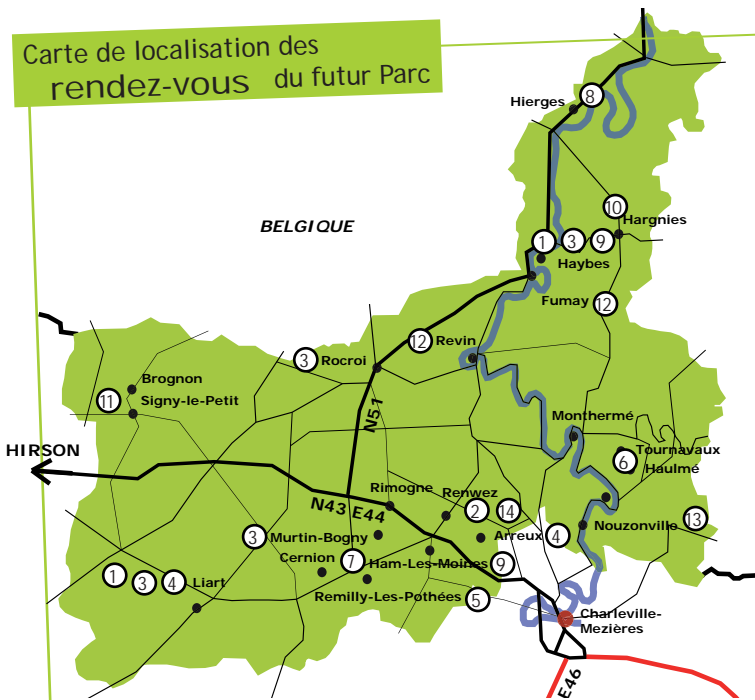 Carte de localisation des
rendez-vous du futur Parc
8
Hierges
10
Hargnies
BELGIQUE
1 3 9
Haybes
Fumay
12
12 Revin
3 Rocroi
Brognon
11
Signy-le-Petit
N51
Monthermé
HIRSON
6
Tournavaux
Haulmé
Rimogne
Renwez
N43 E44
2 14
13
3 Murtin-Bogny
Arreux 4 Nouzonville
Cernion 7 Ham-Les-Moines 9
1 3 4 Liart
Remilly-Les-Pothées 5
Charleville-
Mezières
E46